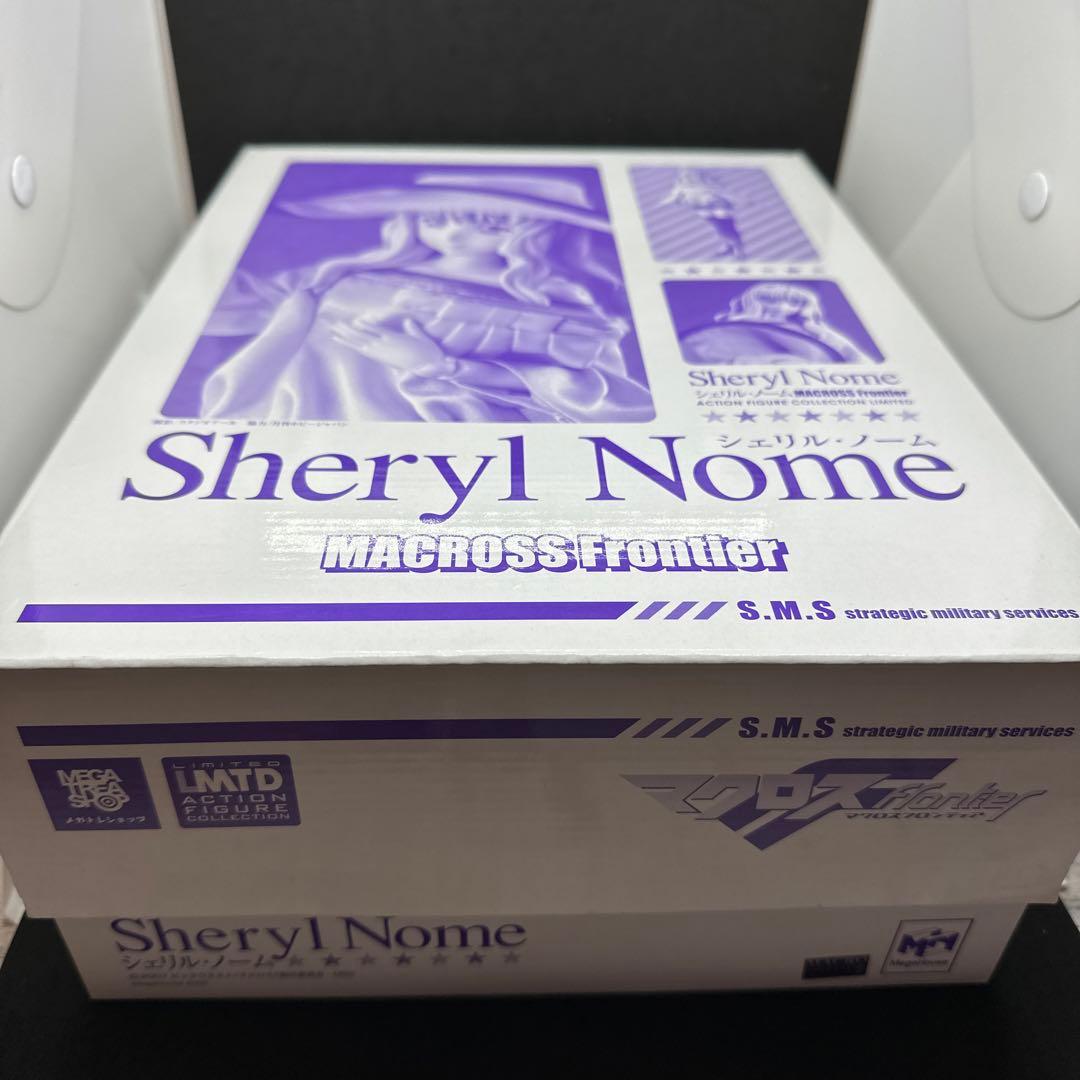 Sheryl Nome
シェリル・ノーム MACROSS Frontier
ACTION FIGURE COLLECTION LIMITED
シェリル・ノーム
Sheryl Nome
MACROSS Frontier
S.M.S strategic military services
S.M.S strategic military services
MEGA
TREA
SHOP
メガトレショップ
LIMITED
LMTD
ACTION
FIGURE
COLLECTION
マクロスFrontier
マクロスフロンティア
Sheryl Nome
シェリル・ノーム
MegaHouse